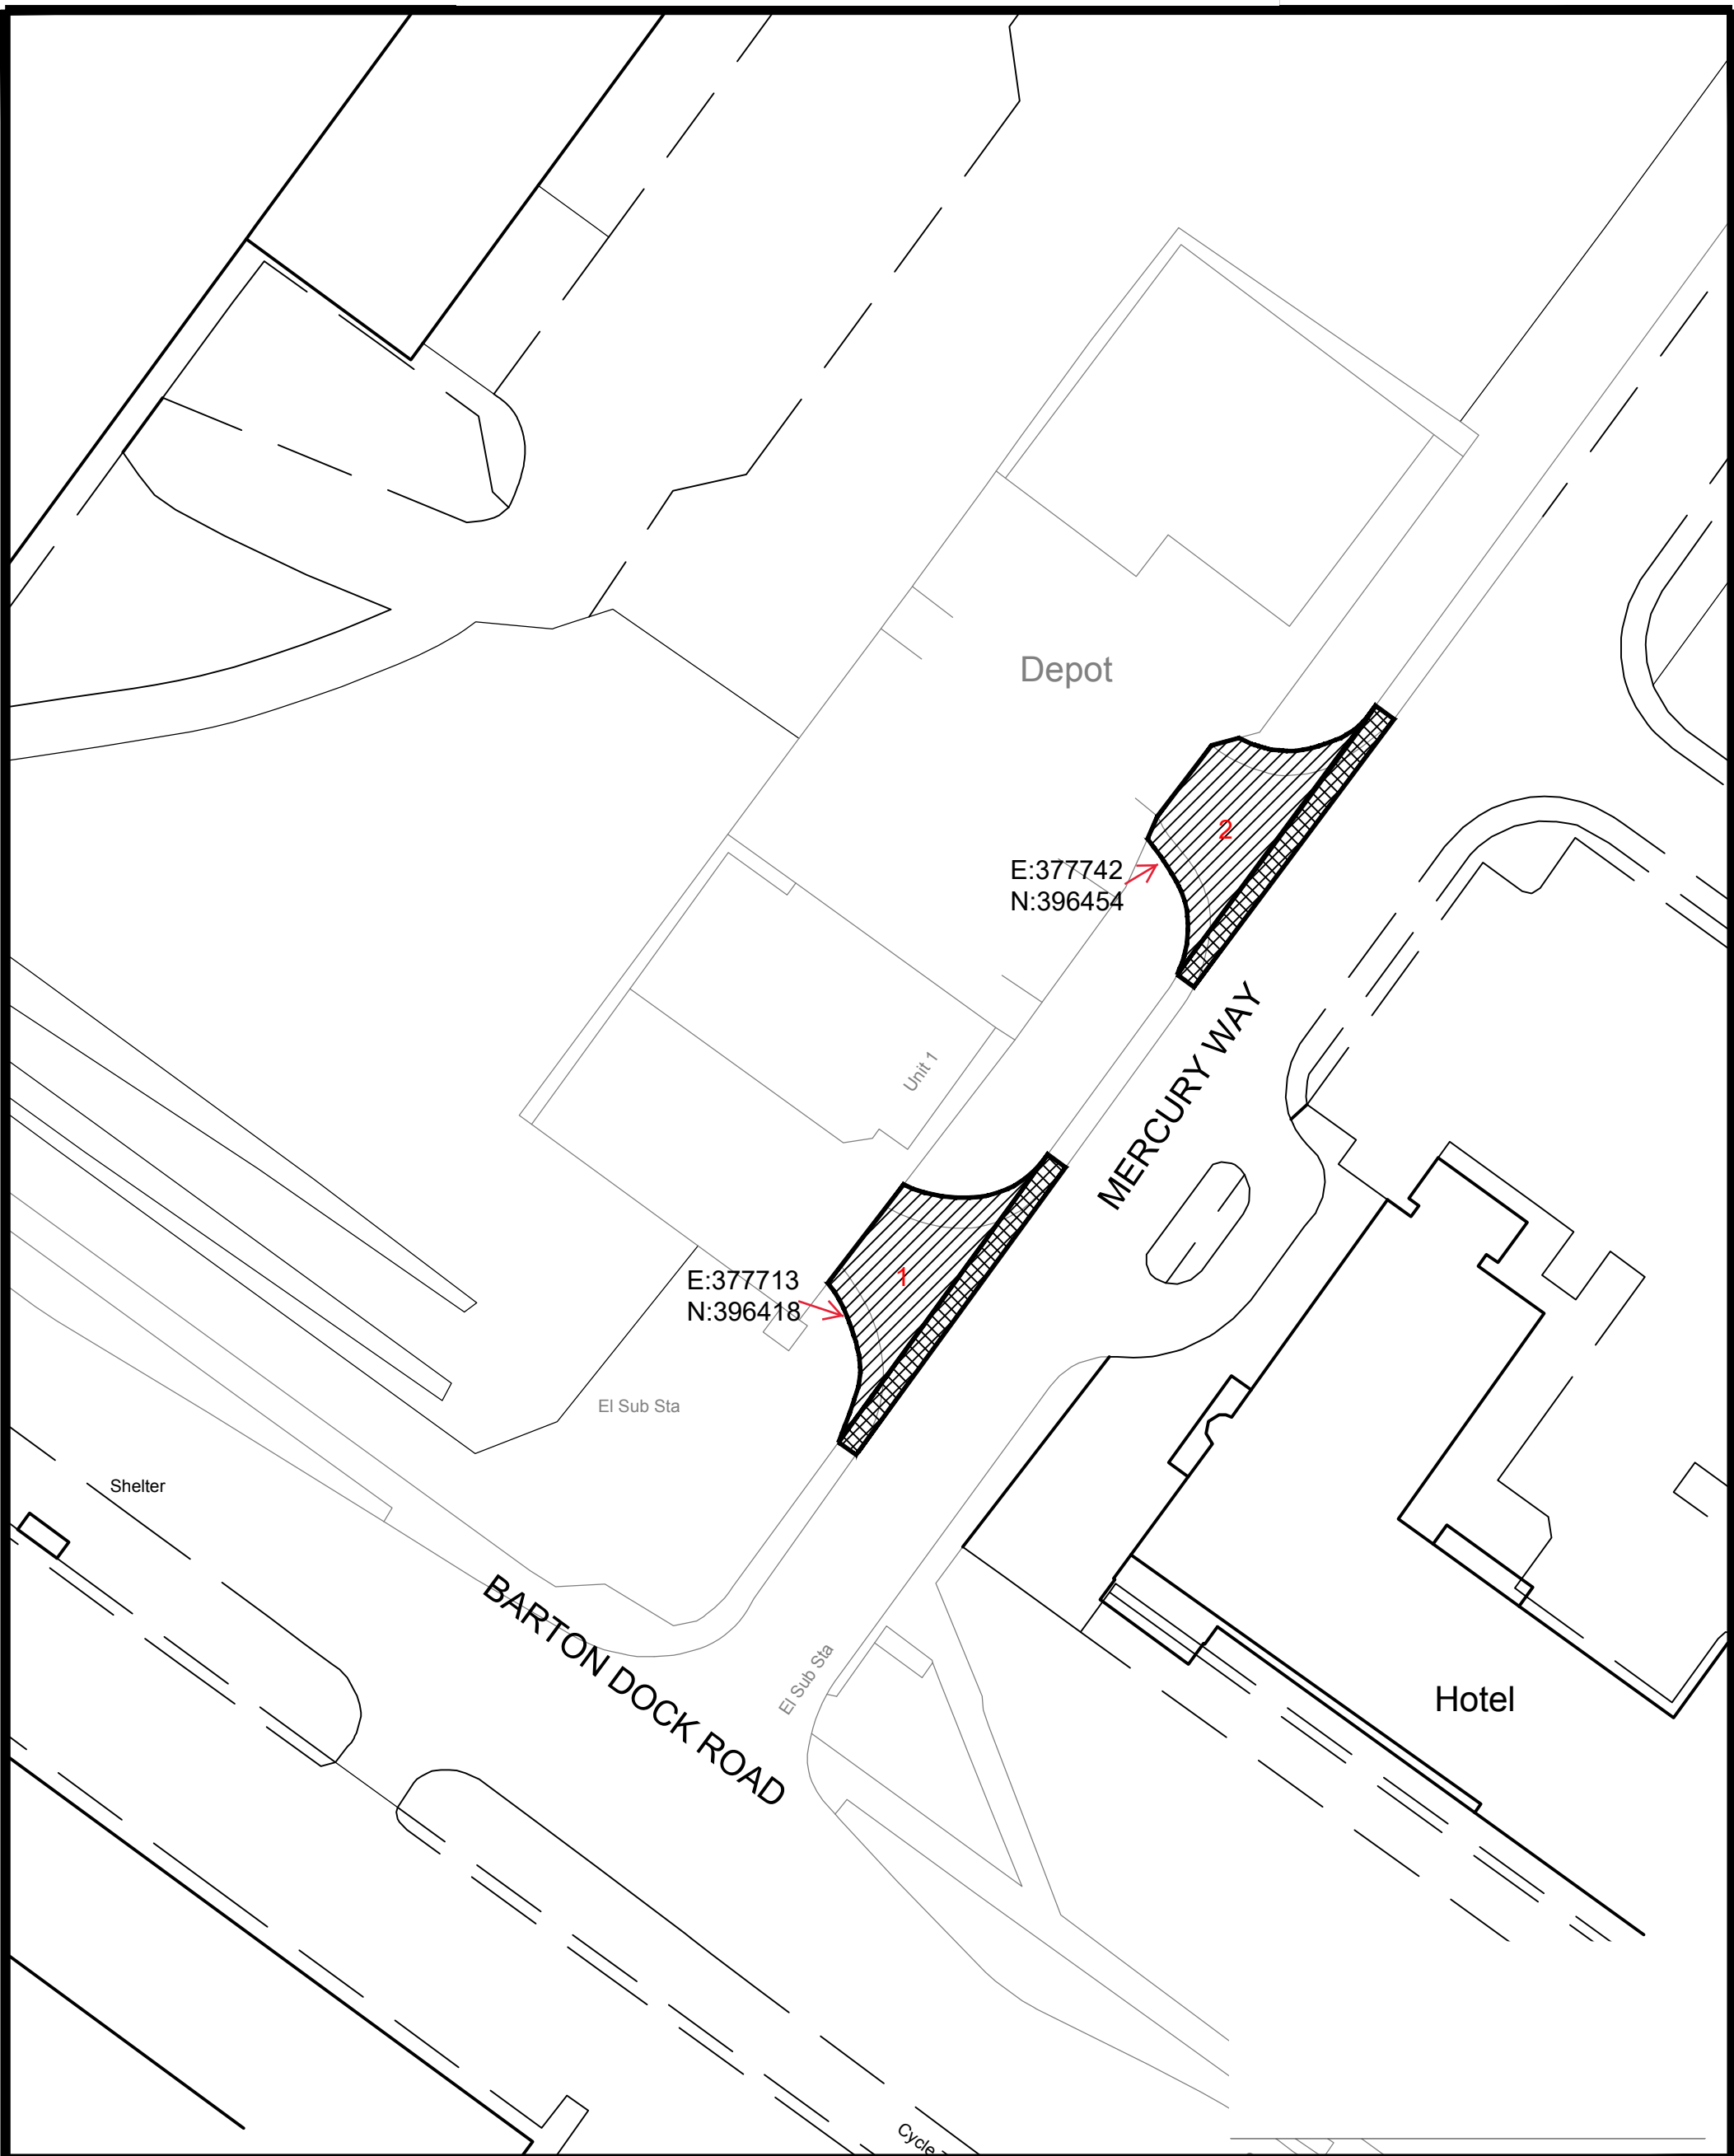 Depot
2
E:377742
N:396454
MERCURY WAY
Unit 1
1
E:377713
N:396418
El Sub Sta
Shelter
BARTON DOCK ROAD
El Sub Sta
Hotel
Cycle